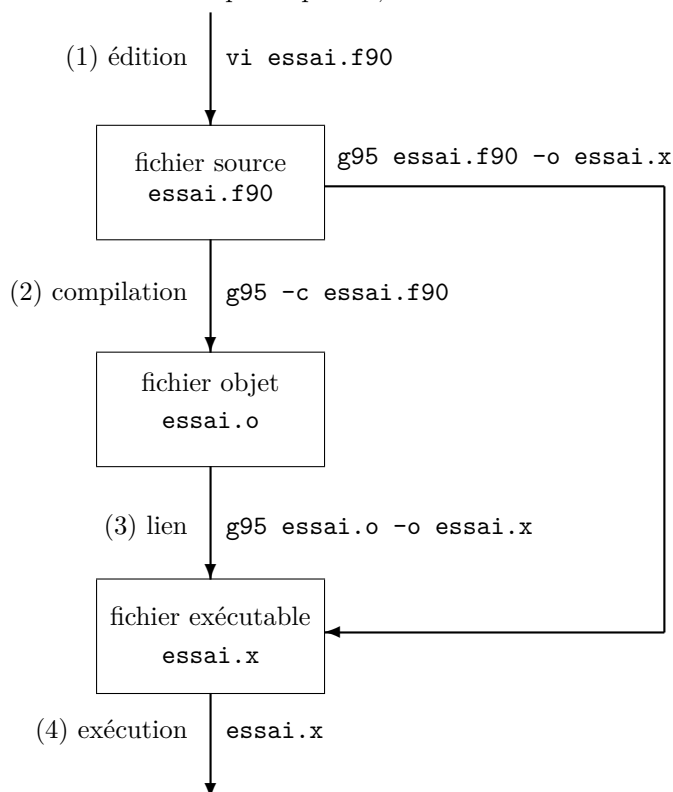 (1) édition vi essai.f90
fichier source
essai.f90
g95 essai.f90 -o essai.x
(2) compilation g95 -c essai.f90
fichier objet
essai.o
(3) lien g95 essai.o -o essai.x
fichier exécutable
essai.x
(4) exécution essai.x